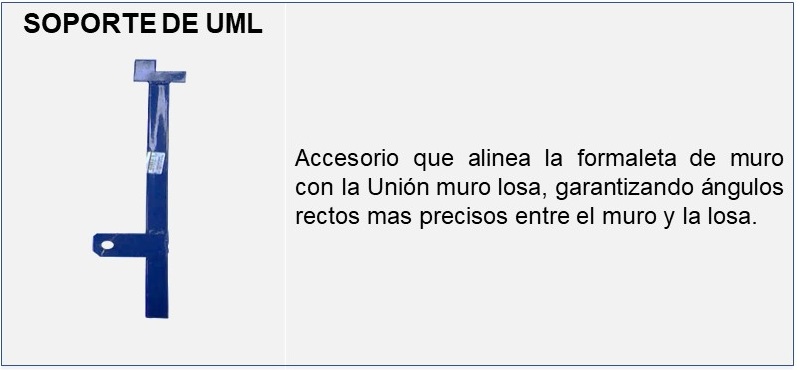 SOPORTE DE UML
Accesorio que alinea la formaleta de muro
con la Unión muro losa, garantizando ángulos
rectos mas precisos entre el muro y la losa.